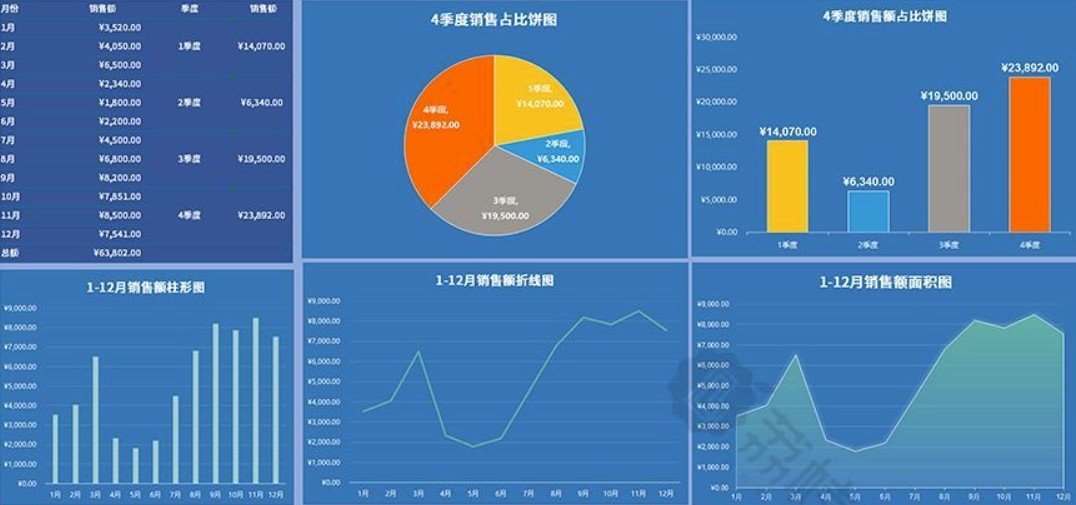 月份 销售额 季度 销售额
1月 ¥3,520.00
2月 ¥4,050.00 1季度 ¥14,070.00
3月 ¥6,500.00
4月 ¥2,340.00
5月 ¥1,800.00 2季度 ¥6,340.00
6月 ¥2,200.00
7月 ¥4,500.00
8月 ¥6,800.00 3季度 ¥19,500.00
9月 ¥8,200.00
10月 ¥7,851.00
11月 ¥8,500.00 4季度 ¥23,892.00
12月 ¥7,541.00
总额 ¥63,802.00
4季度销售占比饼图
1季度,
¥14,070.00
2季度,
¥6,340.00
3季度,
¥19,500.00
4季度,
¥23,892.00
4季度销售额占比饼图
¥30,000.00
¥25,000.00
¥20,000.00
¥15,000.00
¥10,000.00
¥5,000.00
¥0.00
¥14,070.00
¥6,340.00
¥19,500.00
¥23,892.00
1季度 2季度 3季度 4季度
1-12月销售额柱形图
¥9,000.00
¥8,000.00
¥7,000.00
¥6,000.00
¥5,000.00
¥4,000.00
¥3,000.00
¥2,000.00
¥1,000.00
¥0.00
1月 2月 3月 4月 5月 6月 7月 8月 9月 10月 11月 12月
1-12月销售额折线图
¥9,000.00
¥8,000.00
¥7,000.00
¥6,000.00
¥5,000.00
¥4,000.00
¥3,000.00
¥2,000.00
¥1,000.00
¥0.00
1月 2月 3月 4月 5月 6月 7月 8月 9月 10月 11月 12月
1-12月销售额面积图
¥9,000.00
¥8,000.00
¥7,000.00
¥6,000.00
¥5,000.00
¥4,000.00
¥3,000.00
¥2,000.00
¥1,000.00
¥0.00
1月 2月 3月 4月 5月 6月 7月 8月 9月 10月 11月 12月